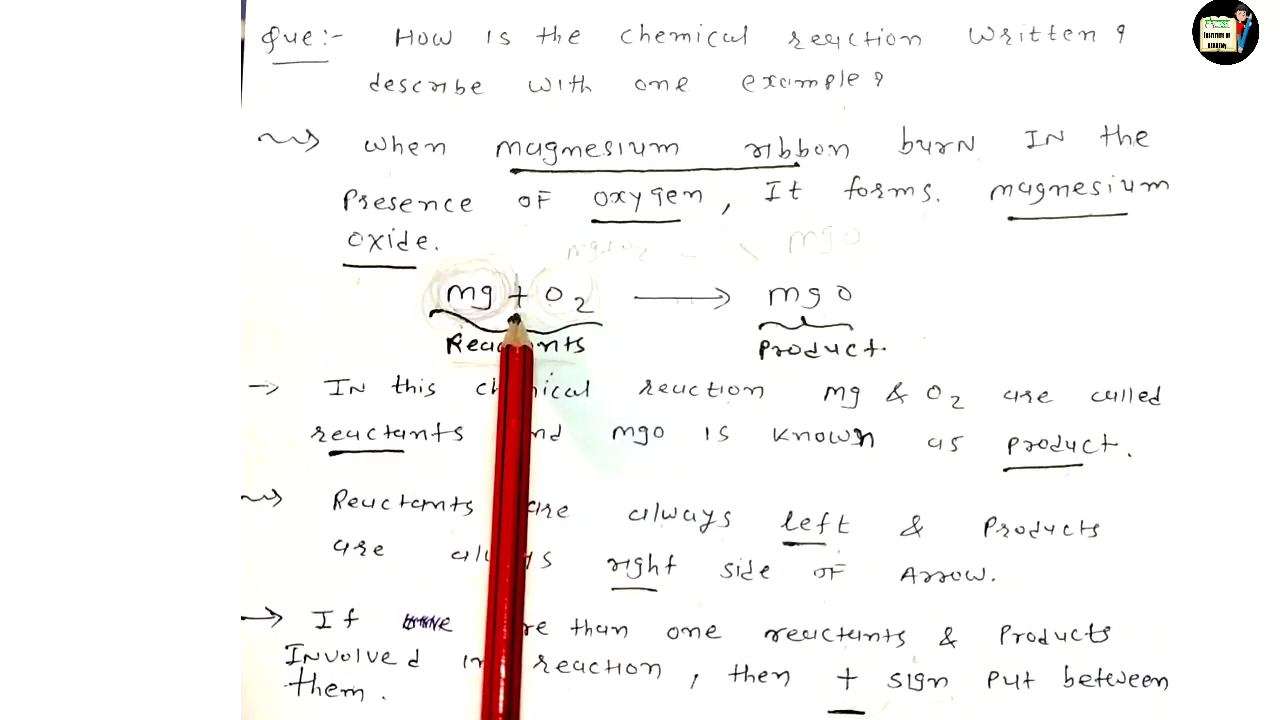 Que:- How is the chemical reaction written?
describe with one example?
When magnesium ribbon burn in the
presence of oxygen, It forms. magnesium
oxide.
mg + O2 → mgo
Product.
→ In this reaction mg & O2 are called
reactants mgo is known as product.
Reactants are always left & Products
are right side of Arrow.
→ If than one reactants & Products
Involved reaction, then + sign put between
them.